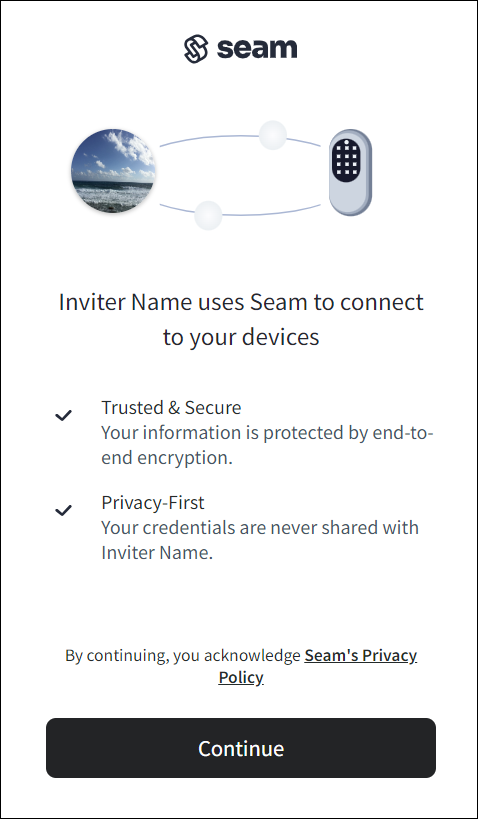 seam
Inviter Name uses Seam to connect
to your devices
Trusted & Secure
Your information is protected by end-to-
end encryption.
Privacy-First
Your credentials are never shared with
Inviter Name.
By continuing, you acknowledge Seam's Privacy
Policy
Continue